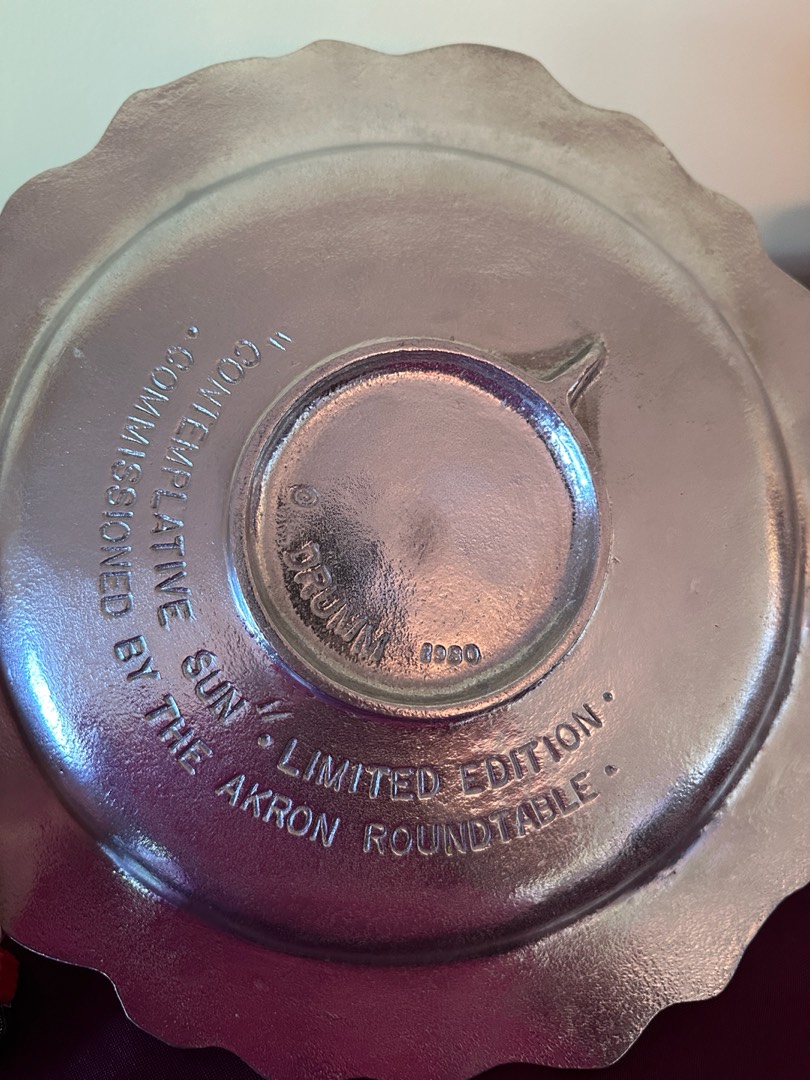 "CONTEMPLATIVE SUN" · LIMITED EDITION ·
· COMMISSIONED BY THE AKRON ROUNDTABLE ·
© DRUMM 1980